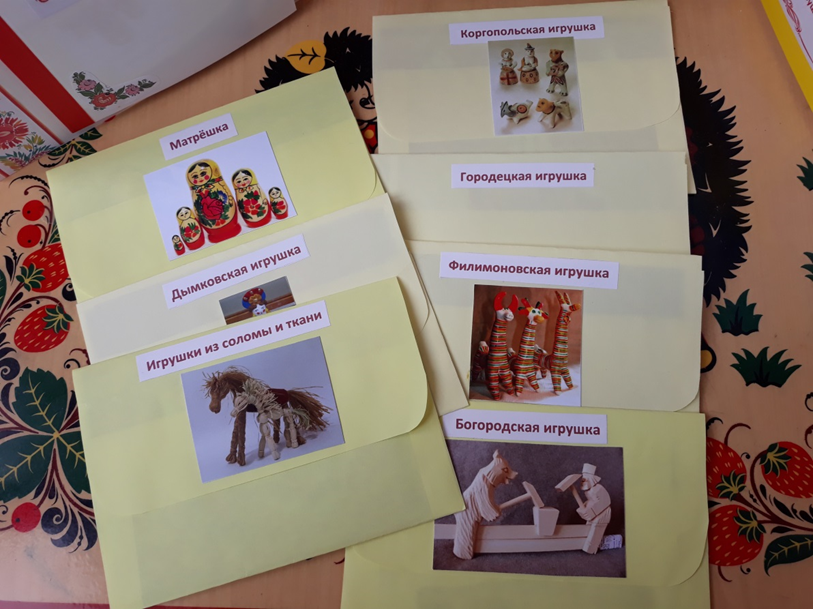 Матрёшка
Дымковская игрушка
Игрушки из соломы и ткани
Коргопольская игрушка
Городецкая игрушка
Филимоновская игрушка
Богородская игрушка